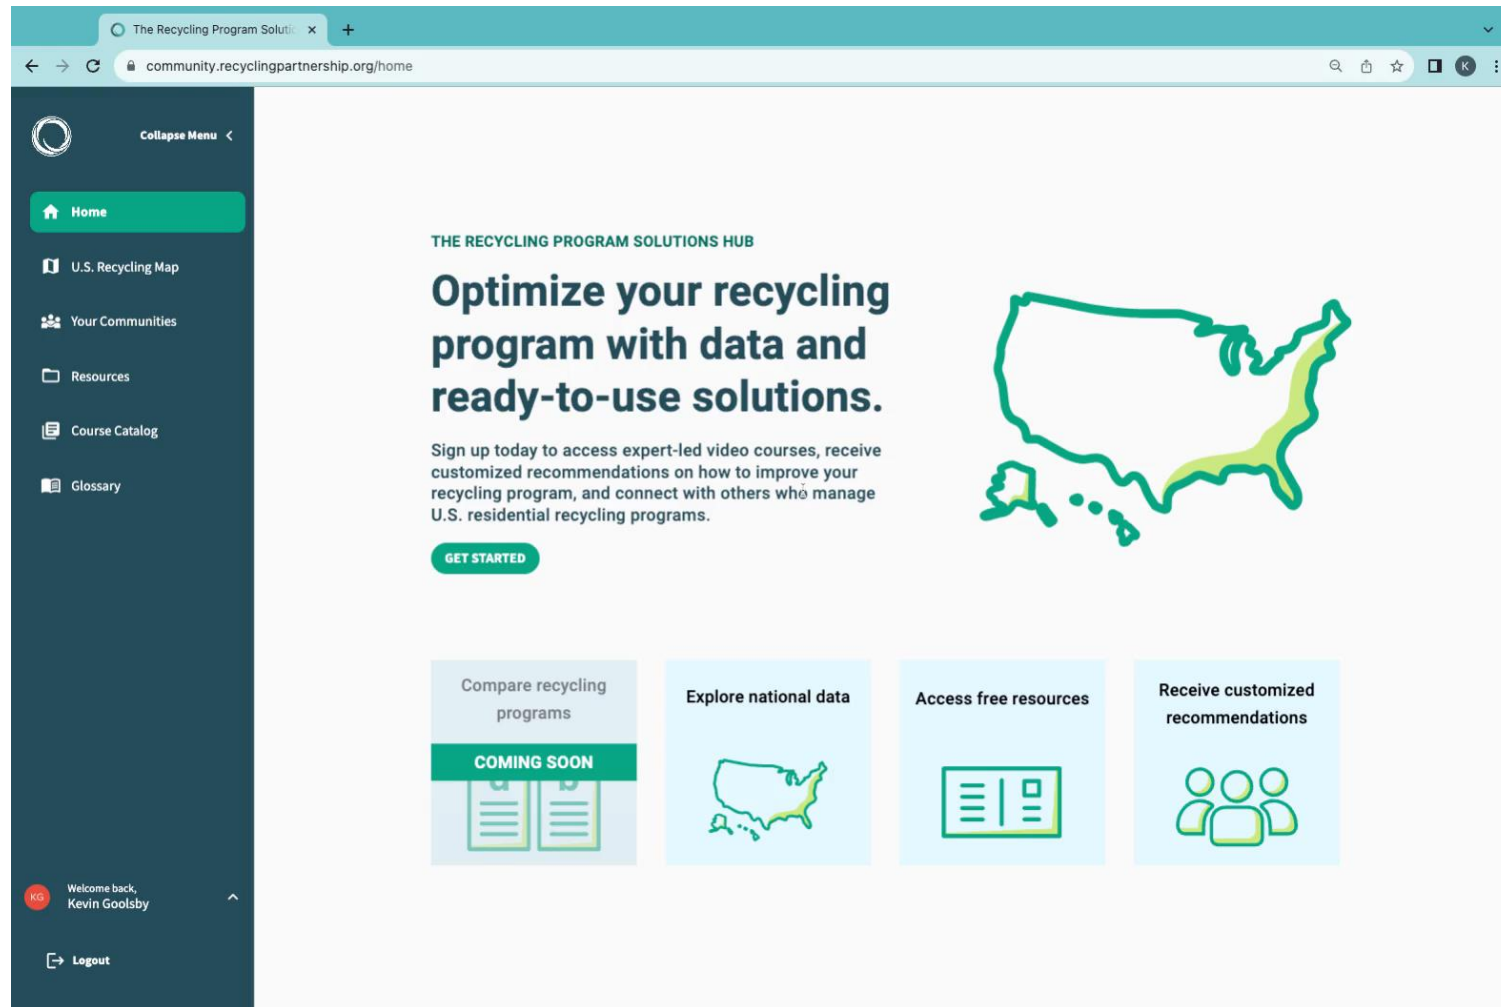 The Recycling Program Soluti
community.recyclingpartnership.org/home
K
Collapse Menu
Home
U.S. Recycling Map
Your Communities
Resources
Course Catalog
Glossary
KG
Welcome back,
Kevin Goolsby
Logout
THE RECYCLING PROGRAM SOLUTIONS HUB
Optimize your recycling
program with data and
ready-to-use solutions.
Sign up today to access expert-led video courses, receive
customized recommendations on how to improve your
recycling program, and connect with others who manage
U.S. residential recycling programs.
GET STARTED
Compare recycling
programs
COMING SOON
a b
Explore national data
Access free resources
Receive customized
recommendations